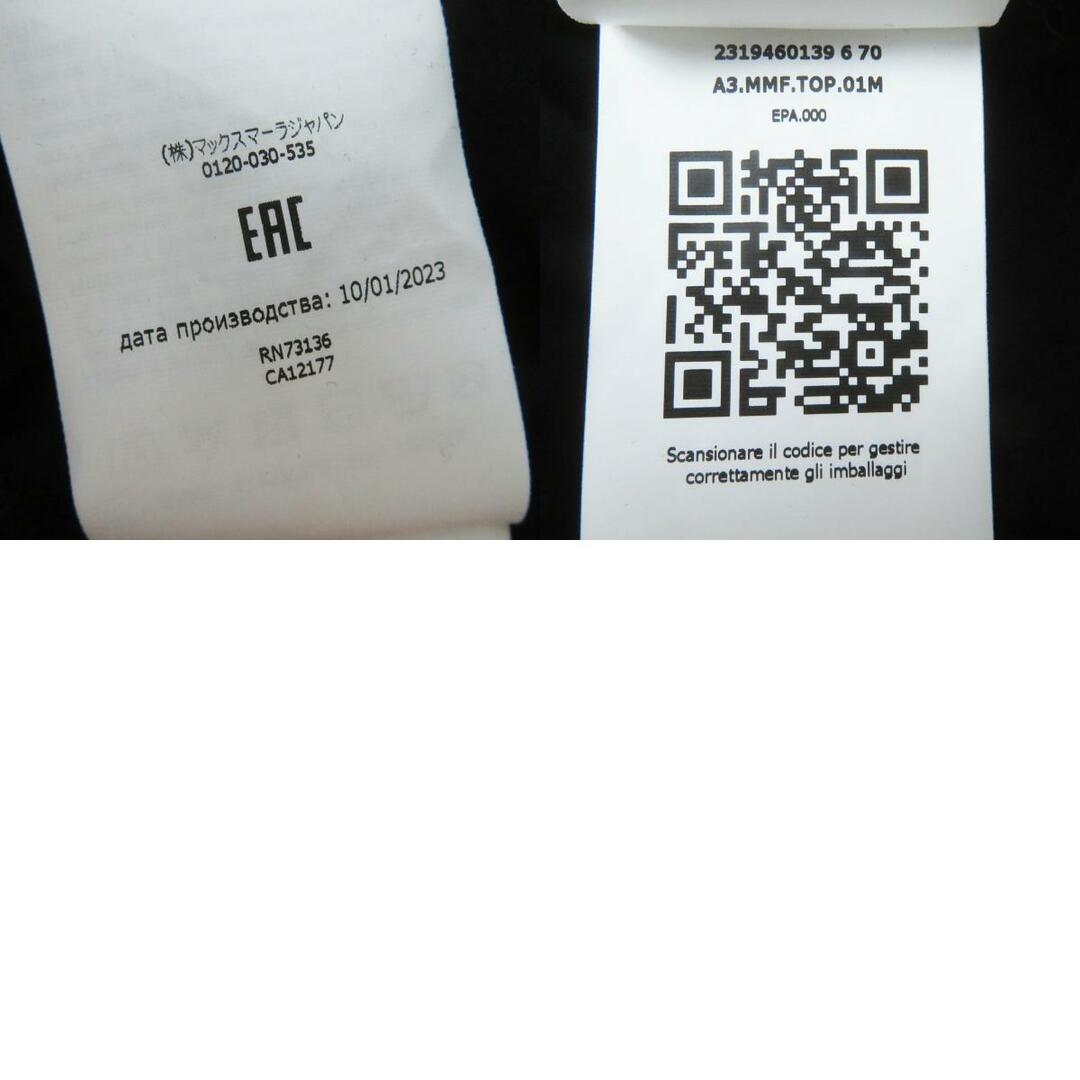 (株)マックスマーラジャパン
0120-030-535
EAC
дата производства: 10/01/2023
RN73136
CA12177
2319460139 6 70
A3.MMF.TOP.01M
EPA.000
Scansionare il codice per gestire
correttamente gli imballaggi